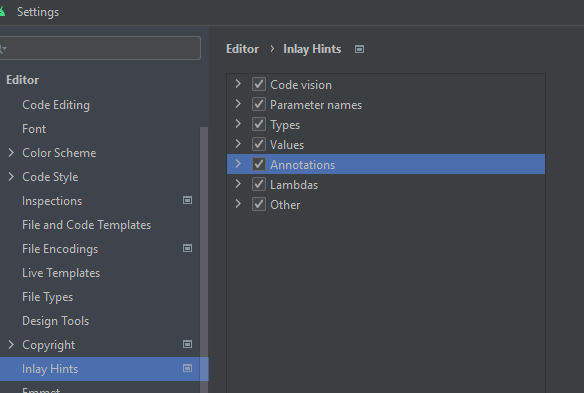 Settings
Editor
Code Editing
Font
Color Scheme
Code Style
Inspections
File and Code Templates
File Encodings
Live Templates
File Types
Design Tools
Copyright
Inlay Hints
Emmet
Editor › Inlay Hints
Code vision
Parameter names
Types
Values
Annotations
Lambdas
Other